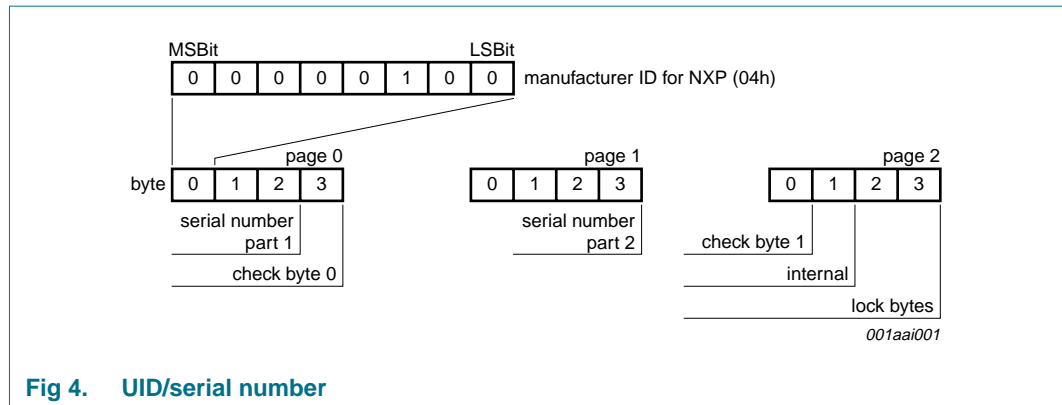 MSBit LSBit
0 0 0 0 0 1 0 0 manufacturer ID for NXP (04h)
page 0 page 1 page 2
byte 0 1 2 3 0 1 2 3 0 1 2 3
serial number
part 1
check byte 0
serial number
part 2
check byte 1
internal
lock bytes
001aai001
Fig 4. UID/serial number